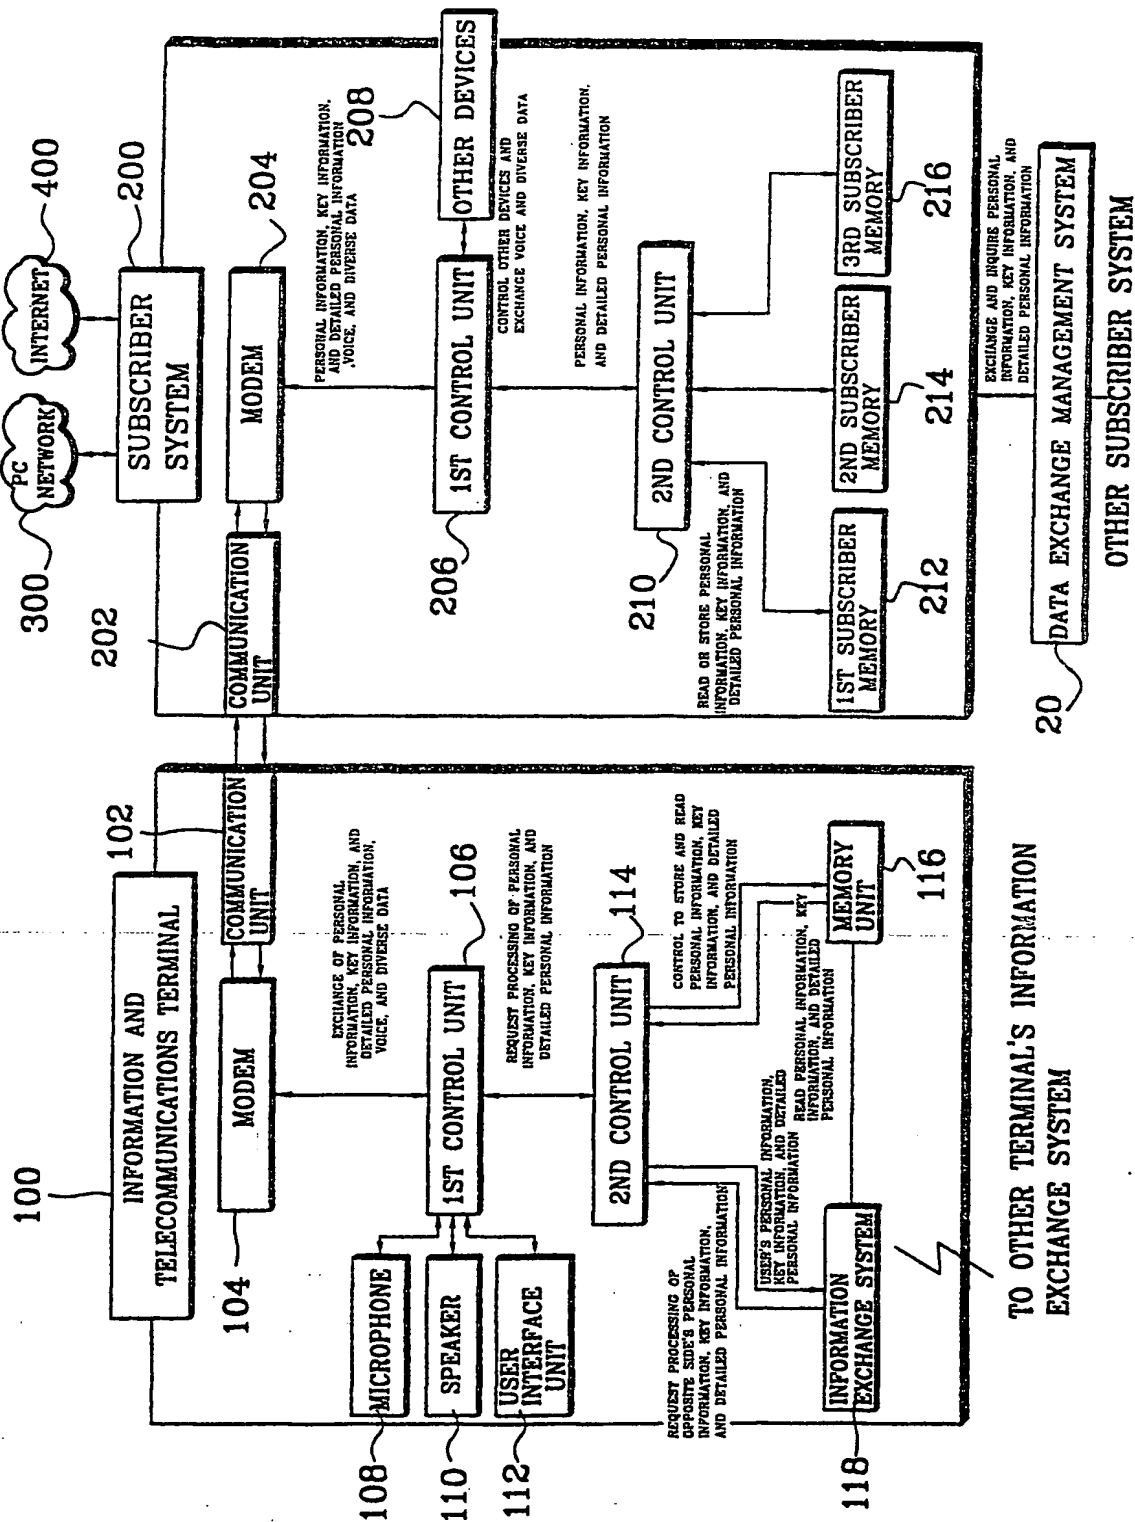 100
INFORMATION AND
TELECOMMUNICATIONS TERMINAL
104
MODEM
102
COMMUNICATION
UNIT
EXCHANGE OF PERSONAL
INFORMATION, KEY INFORMATION, AND
DETAILED PERSONAL INFORMATION,
VOICE, AND DIVERSE DATA
108
MICROPHONE
110
SPEAKER
112
USER
INTERFACE
UNIT
1ST CONTROL UNIT
106
REQUEST PROCESSING OF PERSONAL
INFORMATION, KEY INFORMATION, AND
DETAILED PERSONAL INFORMATION
2ND CONTROL UNIT
114
REQUEST PROCESSING OF
OPPOSITE SIDE'S PERSONAL
INFORMATION, KEY INFORMATION,
AND DETAILED PERSONAL INFORMATION
USER'S PERSONAL INFORMATION,
KEY INFORMATION, AND DETAILED
PERSONAL INFORMATION
CONTROL TO STORE AND READ
PERSONAL INFORMATION, KEY
INFORMATION, AND DETAILED
PERSONAL INFORMATION
READ PERSONAL INFORMATION, KEY
INFORMATION, AND DETAILED
PERSONAL INFORMATION
118
INFORMATION
EXCHANGE SYSTEM
MEMORY
UNIT
116
TO OTHER TERMINAL'S INFORMATION
EXCHANGE SYSTEM
300
PC
NETWORK
INTERNET
400
SUBSCRIBER
SYSTEM
200
202
COMMUNICATION
UNIT
MODEM
204
PERSONAL INFORMATION, KEY INFORMATION,
AND DETAILED PERSONAL INFORMATION
,VOICE, AND DIVERSE DATA
206
1ST CONTROL UNIT
208
OTHER DEVICES
CONTROL OTHER DEVICES AND
EXCHANGE VOICE AND DIVERSE DATA
PERSONAL INFORMATION, KEY INFORMATION,
AND DETAILED PERSONAL INFORMATION
210
2ND CONTROL UNIT
READ OR STORE PERSONAL
INFORMATION, KEY INFORMATION, AND
DETAILED PERSONAL INFORMATION
1ST SUBSCRIBER
MEMORY
212
2ND SUBSCRIBER
MEMORY
214
3RD SUBSCRIBER
MEMORY
216
EXCHANGE AND INQUIRE PERSONAL
INFORMATION, KEY INFORMATION, AND
DETAILED PERSONAL INFORMATION
20
DATA EXCHANGE MANAGEMENT SYSTEM
OTHER SUBSCRIBER SYSTEM